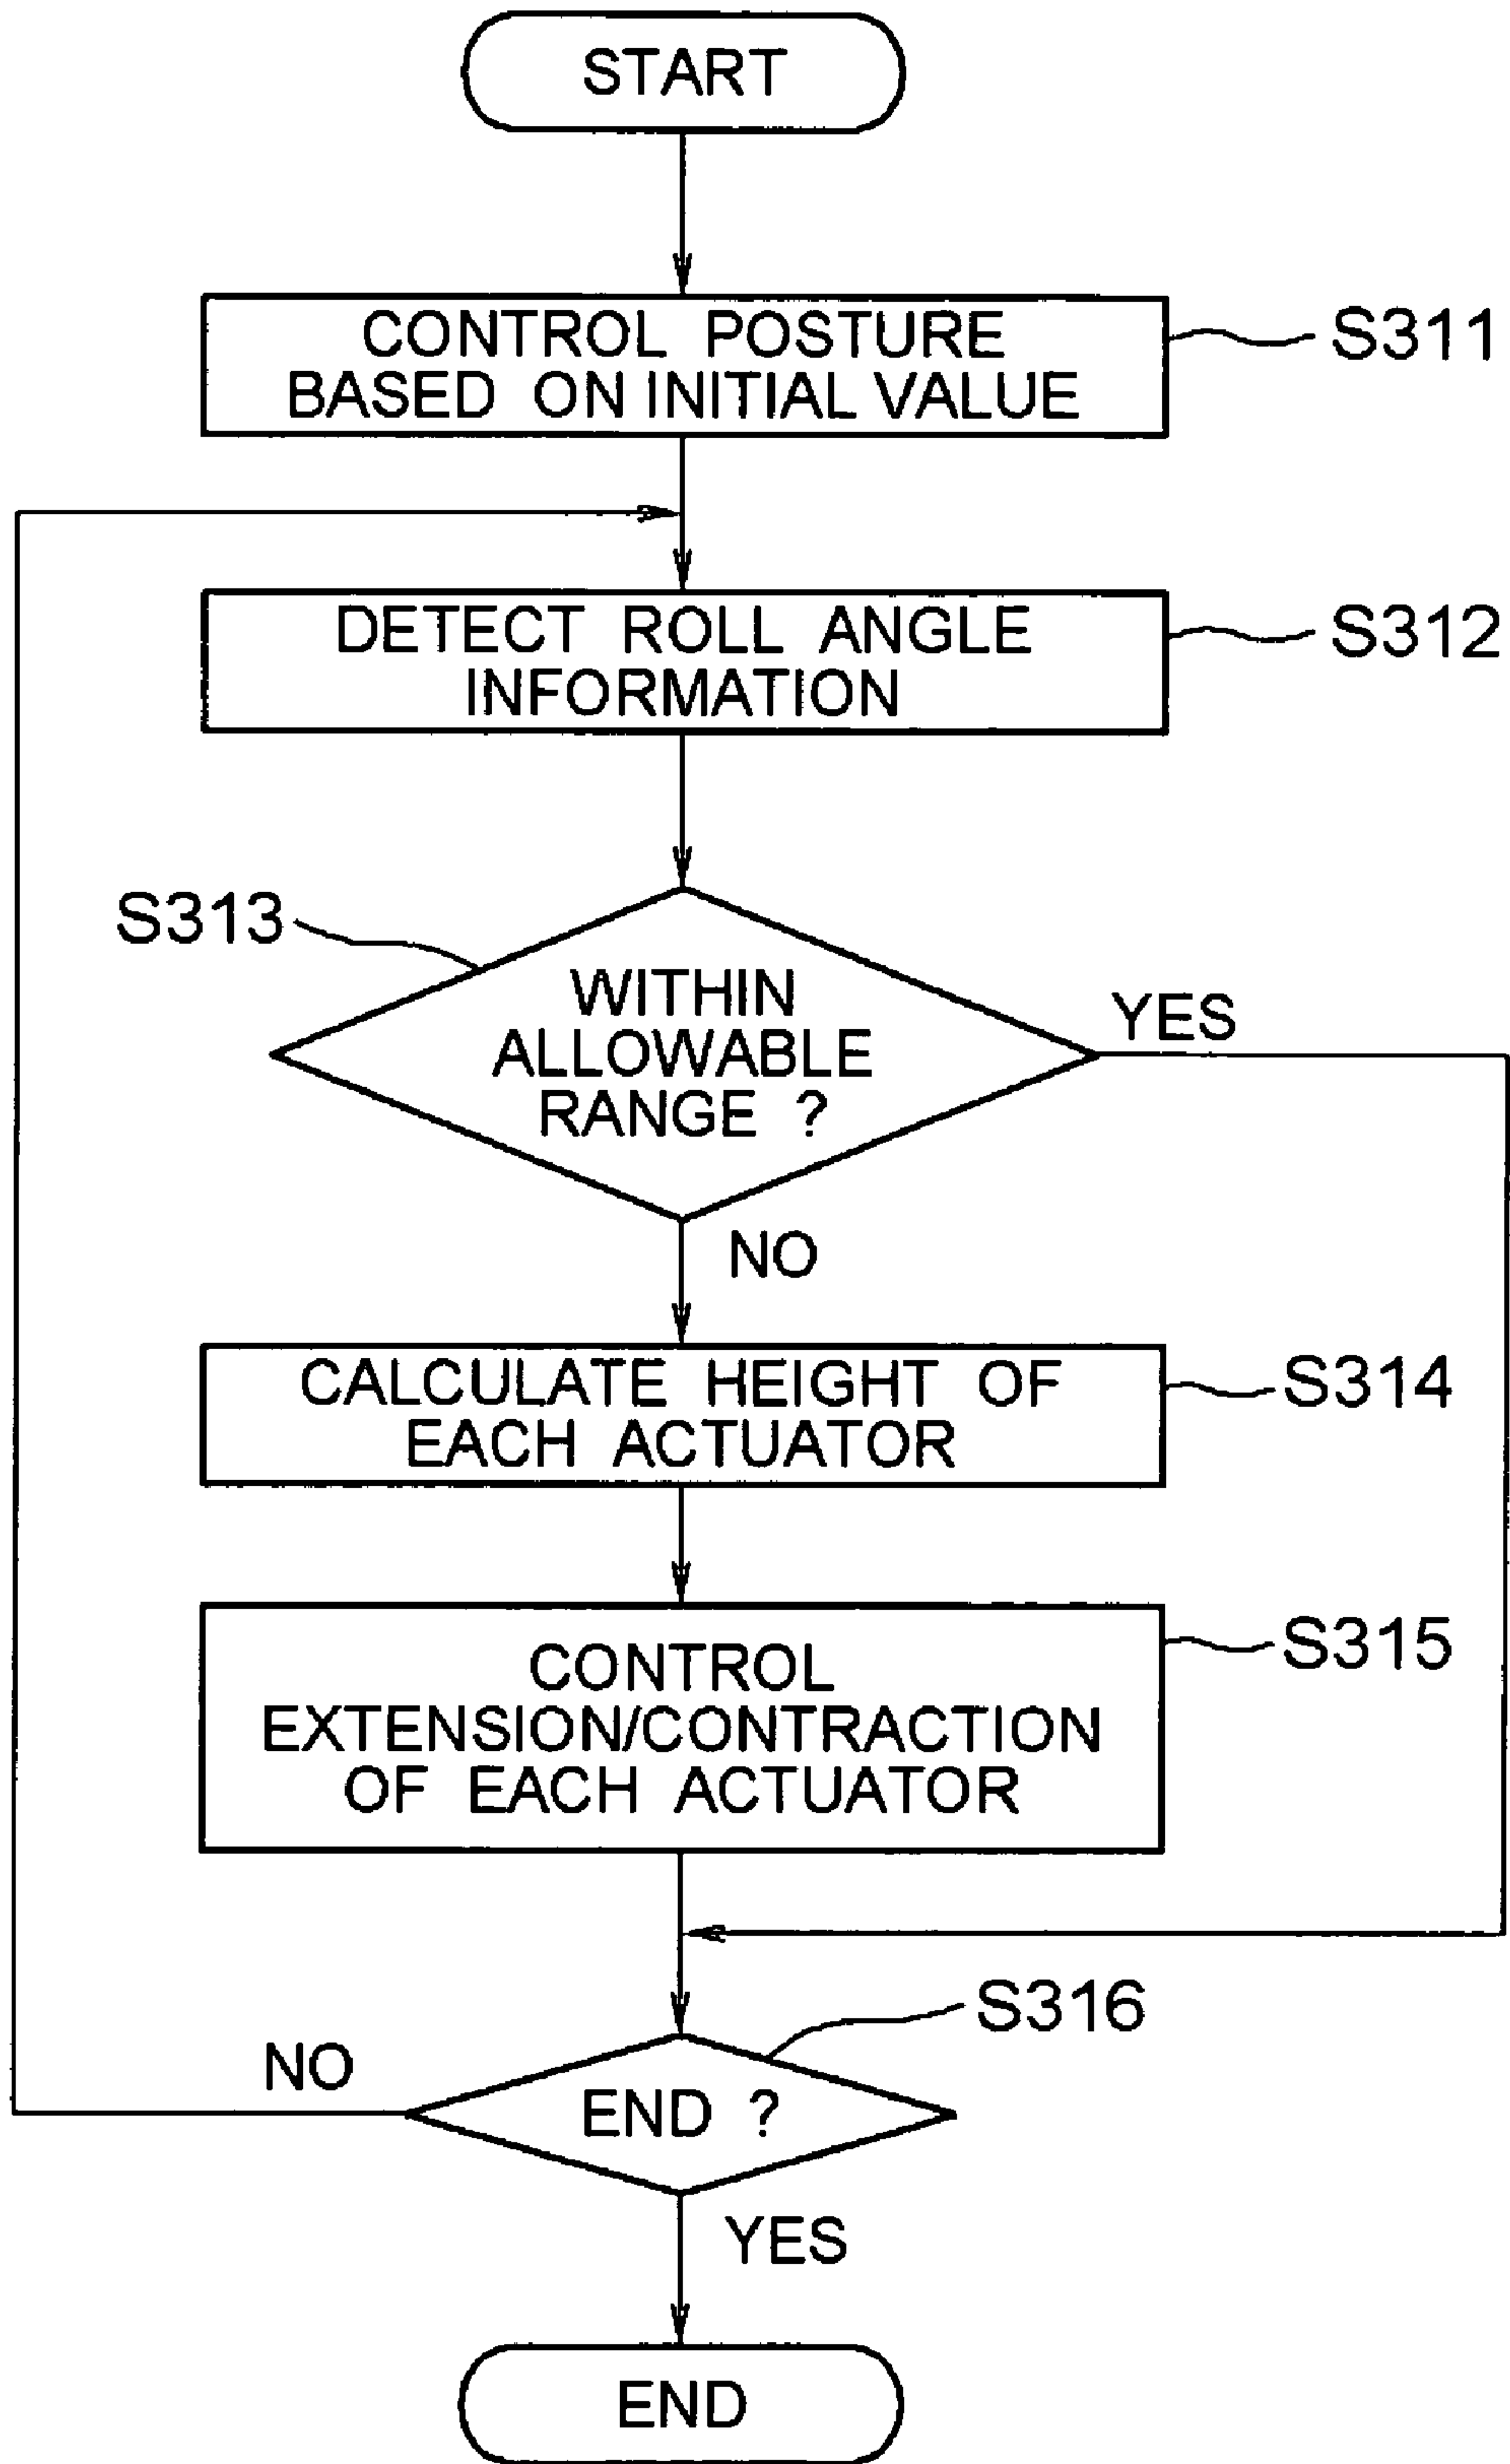 START
CONTROL POSTURE
BASED ON INITIAL VALUE
S311
DETECT ROLL ANGLE
INFORMATION
S312
S313
WITHIN
ALLOWABLE
RANGE ?
YES
NO
CALCULATE HEIGHT OF
EACH ACTUATOR
S314
CONTROL
EXTENSION/CONTRACTION
OF EACH ACTUATOR
S315
S316
NO
END ?
YES
END